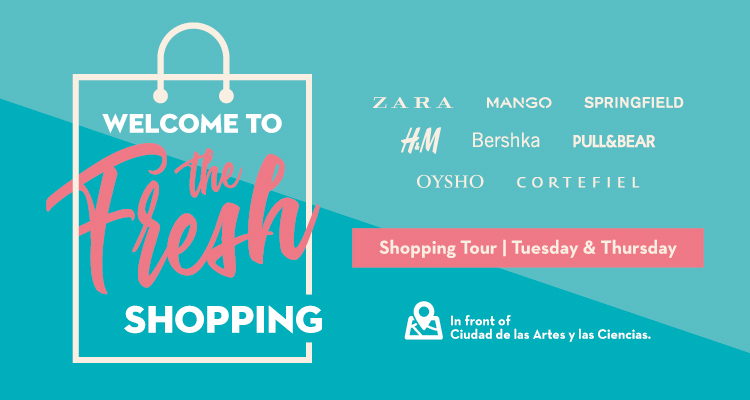 WELCOME TO
the
Fresh
SHOPPING
ZARA MANGO SPRINGFIELD
H&M Bershka PULL&BEAR
OYSHO CORTEFIEL
Shopping Tour | Tuesday & Thursday
In front of
Ciudad de las Artes y las Ciencias.